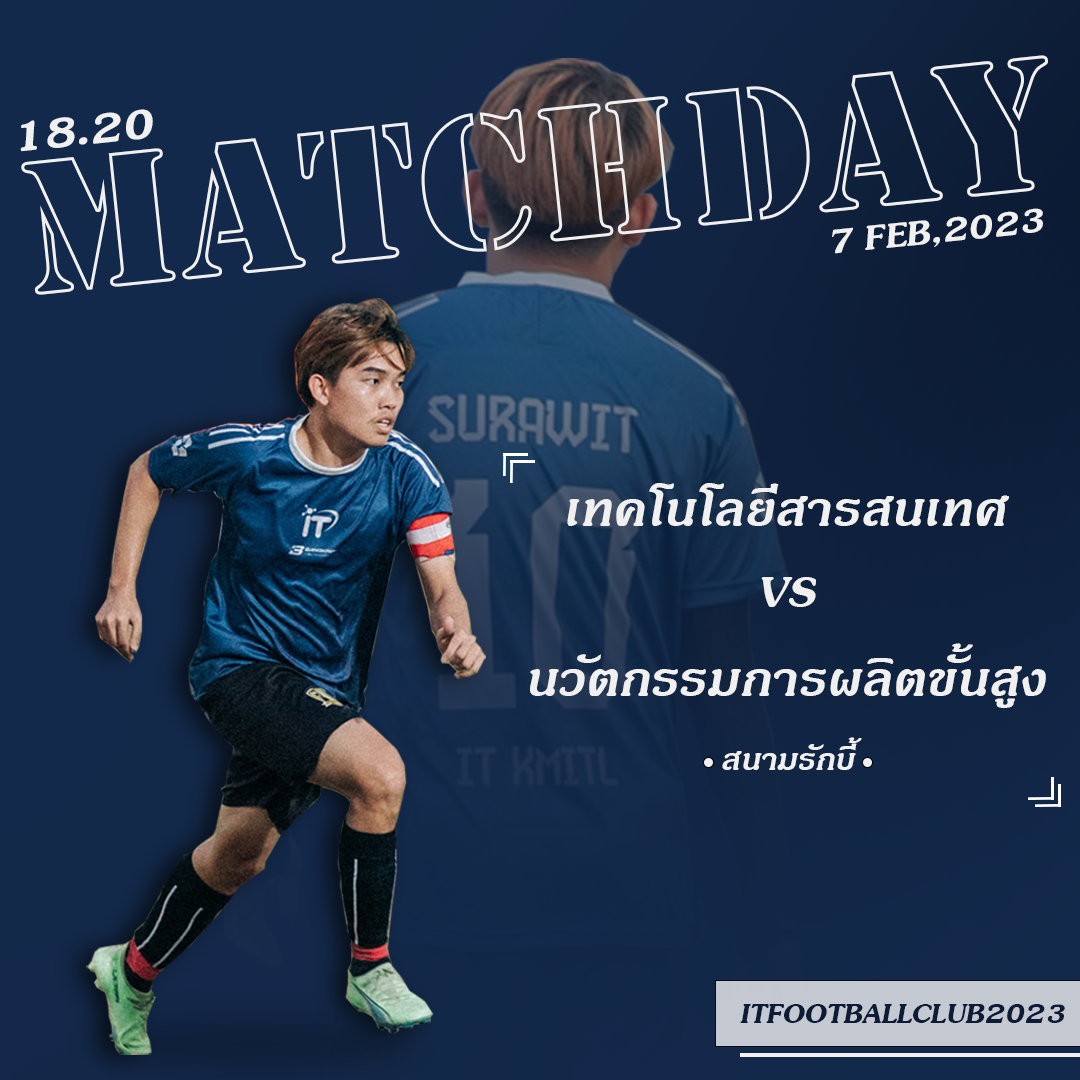 18.20
MATCHDAY
7 FEB,2023
SURAWIT
10
IT KMITL
iT
เทคโนโลยีสารสนเทศ
VS
นวัตกรรมการผลิตขั้นสูง
• สนามรักบี้ •
ITFOOTBALLCLUB2023